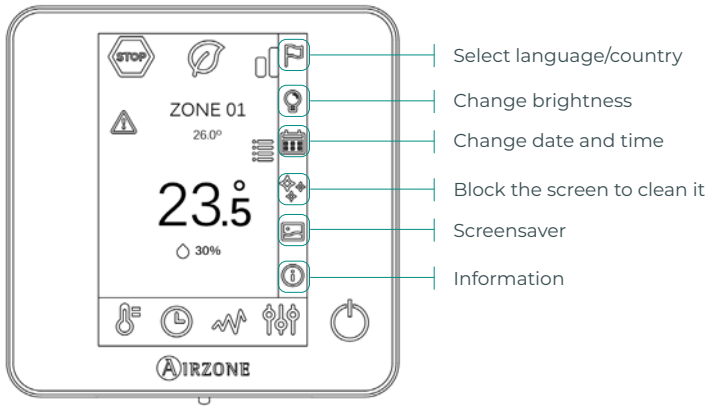 STOP
ZONE 01
26.0º
23.5°
30%
AIRZONE
Select language/country
Change brightness
Change date and time
Block the screen to clean it
Screensaver
Information